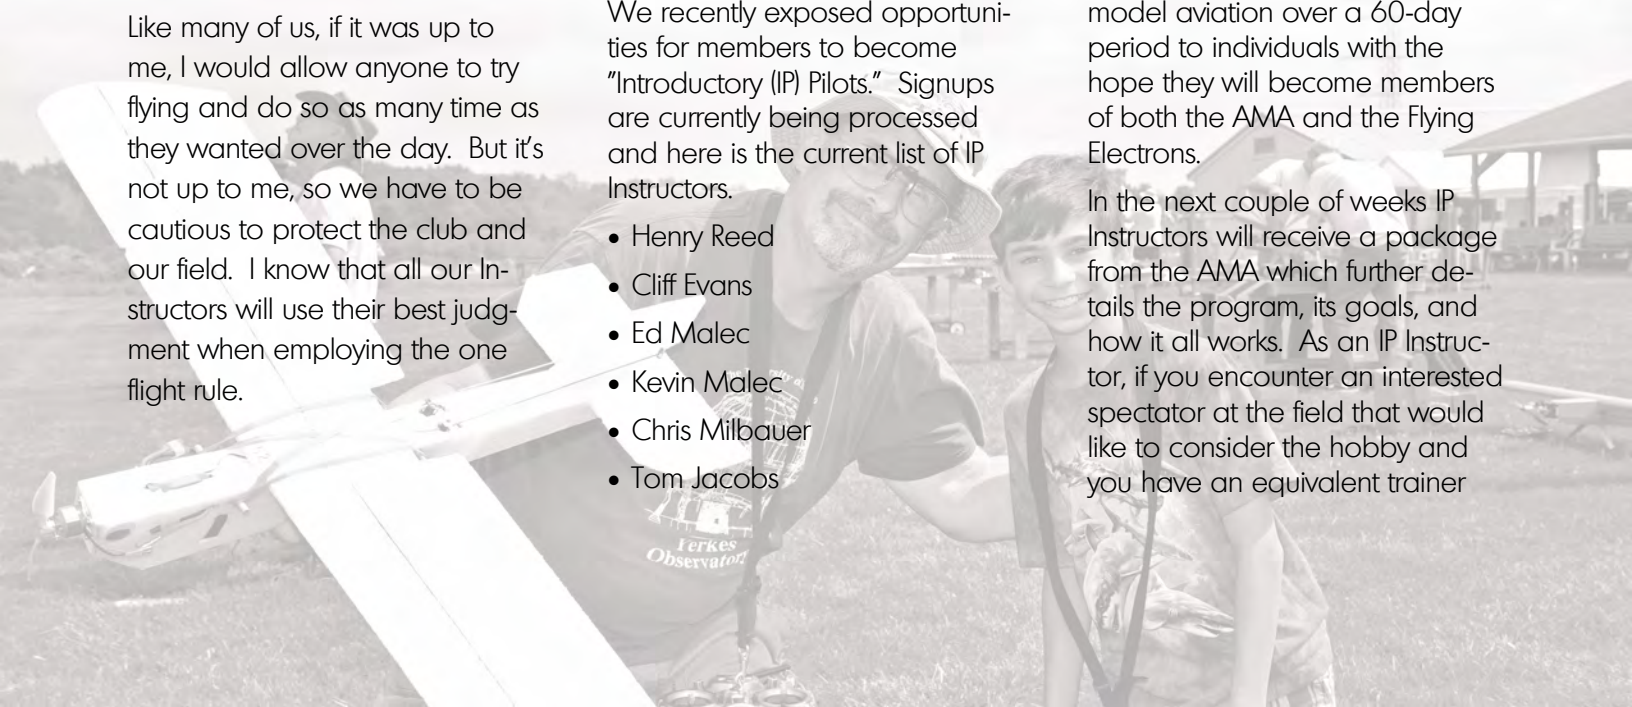 Like many of us, if it was up to
me, I would allow anyone to try
flying and do so as many time as
they wanted over the day.  But it's
not up to me, so we have to be
cautious to protect the club and
our field.  I know that all our In-
structors will use their best judg-
ment when employing the one
flight rule.
We recently exposed opportuni-
ties for members to become
"Introductory (IP) Pilots."  Signups
are currently being processed
and here is the current list of IP
Instructors.
• Henry Reed
• Cliff Evans
• Ed Malec
• Kevin Malec
• Chris Milbauer
• Tom Jacobs
model aviation over a 60-day
period to individuals with the
hope they will become members
of both the AMA and the Flying
Electrons.
In the next couple of weeks IP
Instructors will receive a package
from the AMA which further de-
tails the program, its goals, and
how it all works.  As an IP Instruc-
tor, if you encounter an interested
spectator at the field that would
like to consider the hobby and
you have an equivalent trainer
Yerkes
Observatory